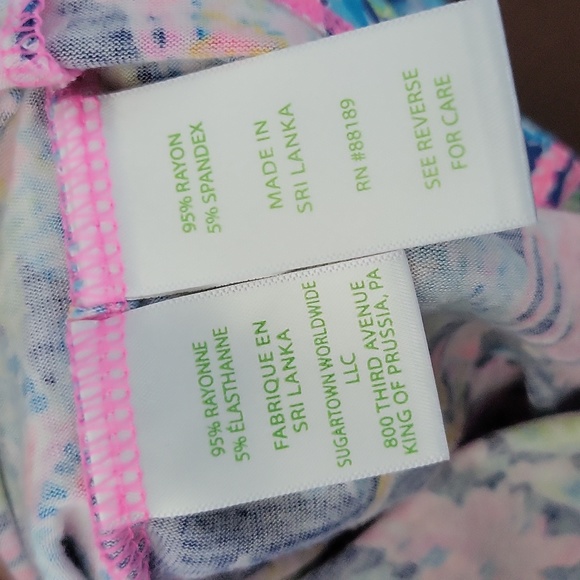 95% RAYON
5% SPANDEX
MADE IN
SRI LANKA
RN #88189
SEE REVERSE
FOR CARE
95% RAYONNE
5% ÉLASTHANNE
FABRIQUE EN
SRI LANKA
SUGARTOWN WORLDWIDE
LLC
800 THIRD AVENUE
KING OF PRUSSIA, PA